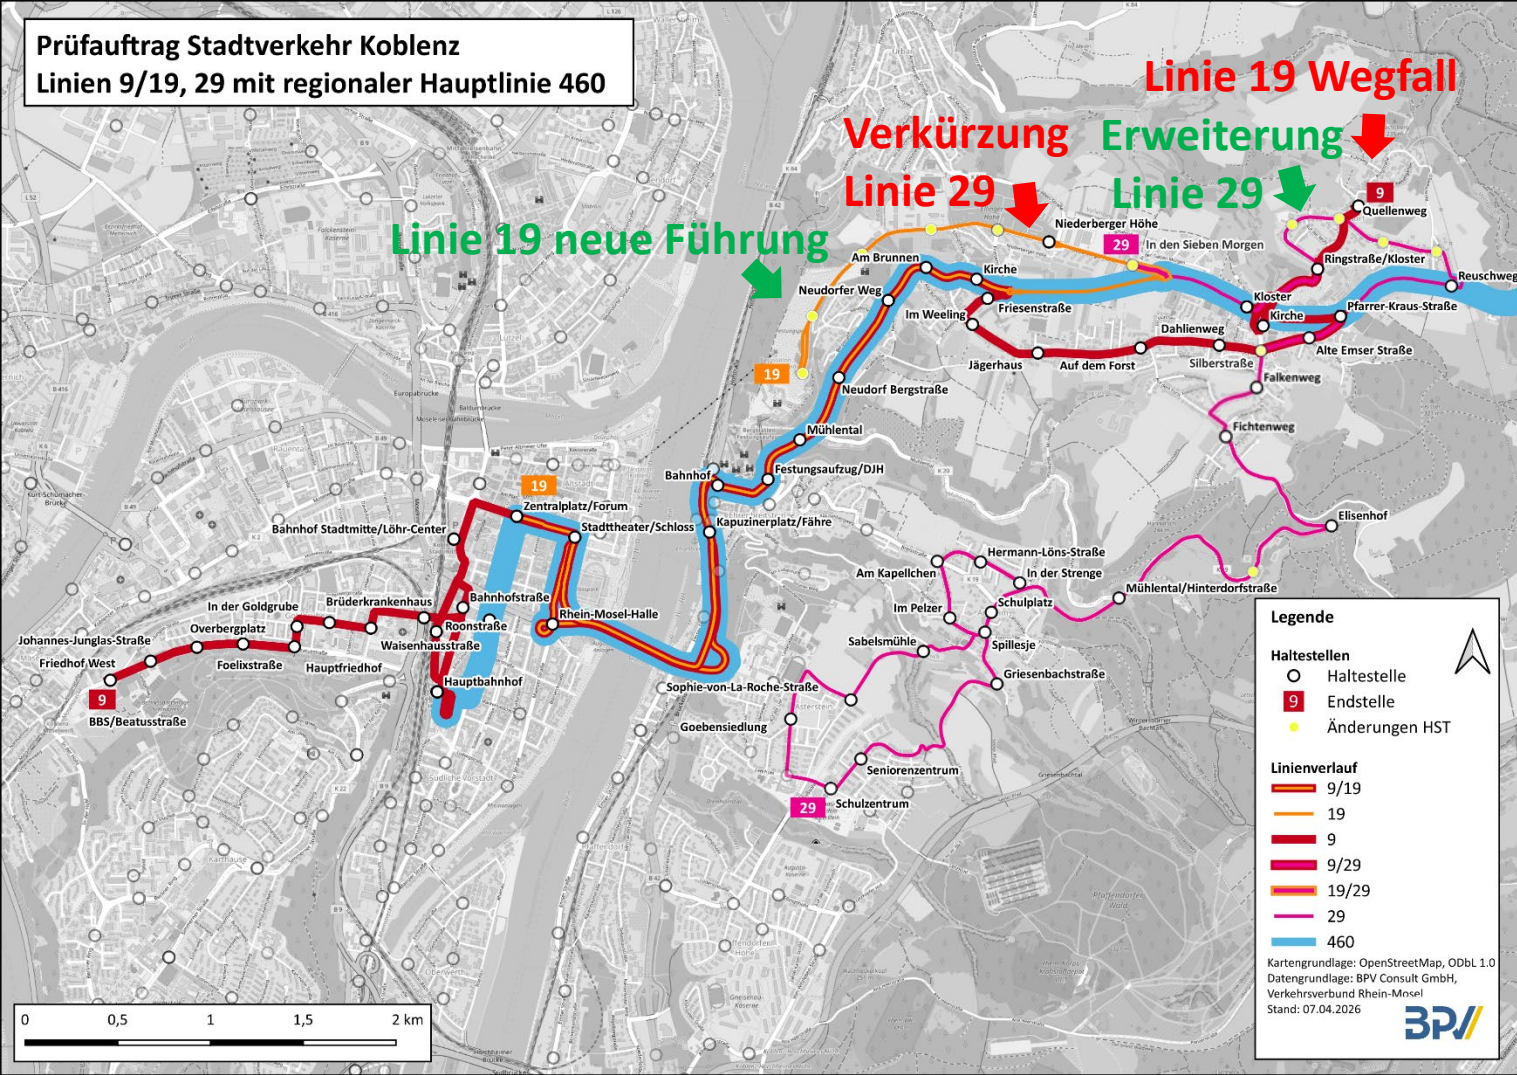 Prüfauftrag Stadtverkehr Koblenz
Linien 9/19, 29 mit regionaler Hauptlinie 460
Linie 19 Wegfall
Verkürzung
Linie 29
Erweiterung
Linie 29
Linie 19 neue Führung
9
Quellenweg
Niederberger Höhe
29
In den Sieben Morgen
Am Brunnen
Kirche
Ringstraße/Kloster
Reuschweg
Neudorfer Weg
Friesenstraße
Kloster
Kirche
Pfarrer-Kraus-Straße
Im Weeling
Dahlienweg
Alte Emser Straße
Jägerhaus
Auf dem Forst
Silberstraße
19
Falkenweg
Neudorf Bergstraße
Fichtenweg
Mühlental
Bahnhof
Festungsaufzug/DJH
19
Zentralplatz/Forum
Bahnhof Stadtmitte/Löhr-Center
Stadttheater/Schloss
Kapuzinerplatz/Fähre
Elisenhof
Hermann-Löns-Straße
Am Kapellchen
In der Strenge
Mühlental/Hinterdorfstraße
In der Goldgrube
Brüderkrankenhaus
Bahnhofstraße
Rhein-Mosel-Halle
Im Pelzer
Schulplatz
Johannes-Junglas-Straße
Overbergplatz
Roonstraße
Waisenhausstraße
Sabelsmühle
Spillesje
Friedhof West
Foelixstraße
Hauptfriedhof
Hauptbahnhof
Sophie-von-La-Roche-Straße
Griesenbachstraße
9
BBS/Beatusstraße
Goebensiedlung
Seniorenzentrum
29
Schulzentrum
Legende
Haltestellen
Haltestelle
9 Endstelle
Änderungen HST
Linienverlauf
9/19
19
9
9/29
19/29
29
460
Kartengrundlage: OpenStreetMap, ODbL 1.0
Datengrundlage: BPV Consult GmbH,
Verkehrsverbund Rhein-Mosel
Stand: 07.04.2026
BPV
0 0,5 1 1,5 2 km